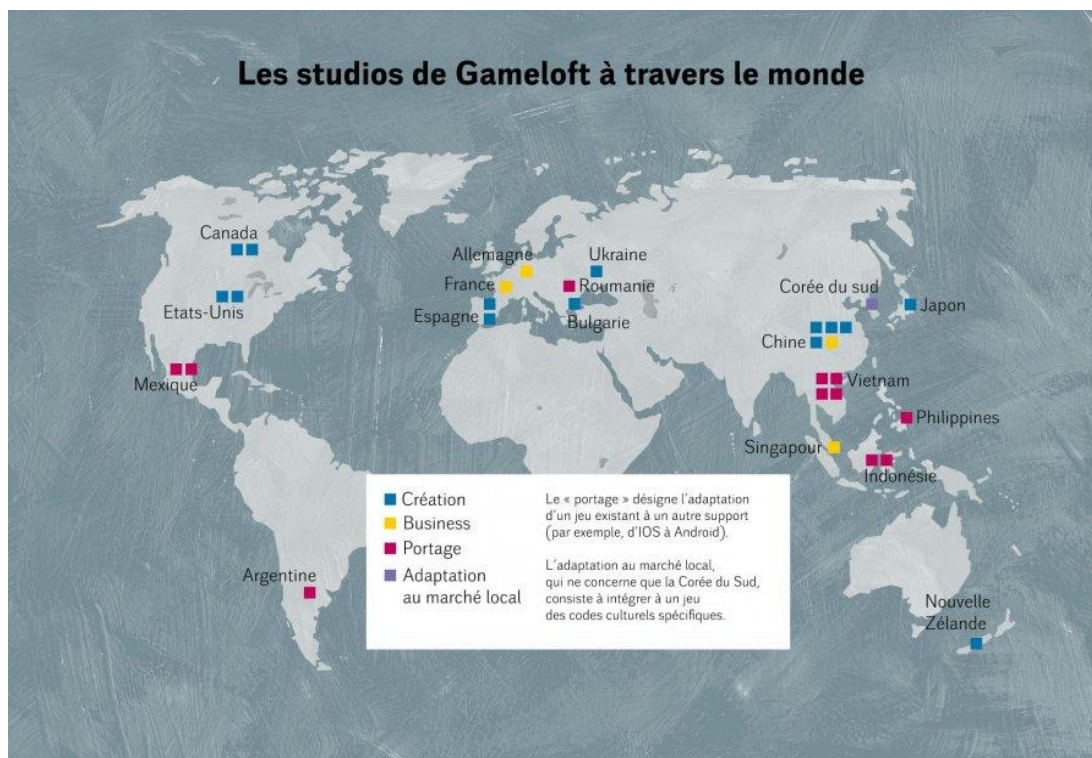 Les studios de Gameloft à travers le monde
Canada
Etats-Unis
Mexique
Argentine
Allemagne
France
Espagne
Ukraine
Roumanie
Bulgarie
Corée du sud
Japon
Chine
Vietnam
Philippines
Singapour
Indonésie
Nouvelle
Zélande
Création
Business
Portage
Adaptation
au marché local
Le « portage » désigne l'adaptation
d'un jeu existant à un autre support
(par exemple, d'IOS à Android).
L'adaptation au marché local,
qui ne concerne que la Corée du Sud,
consiste à intégrer à un jeu
des codes culturels spécifiques.